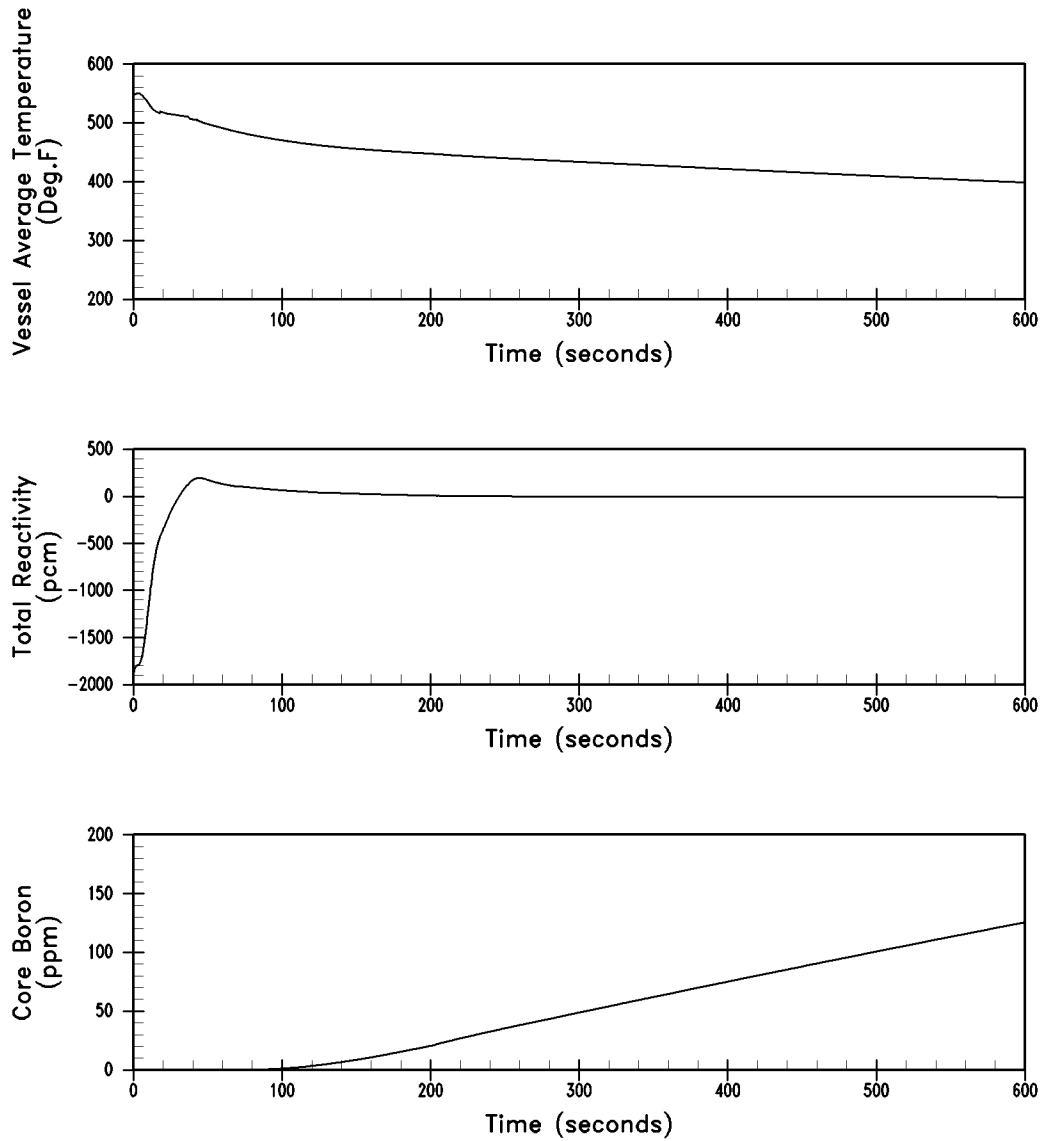 Vessel Average Temperature
(Deg.F)
600
500
400
300
200
0 100 200 300 400 500 600
Time (seconds)
Total Reactivity
(pcm)
500
0
-500
-1000
-1500
-2000
0 100 200 300 400 500 600
Time (seconds)
Core Boron
(ppm)
200
150
100
50
0
0 100 200 300 400 500 600
Time (seconds)